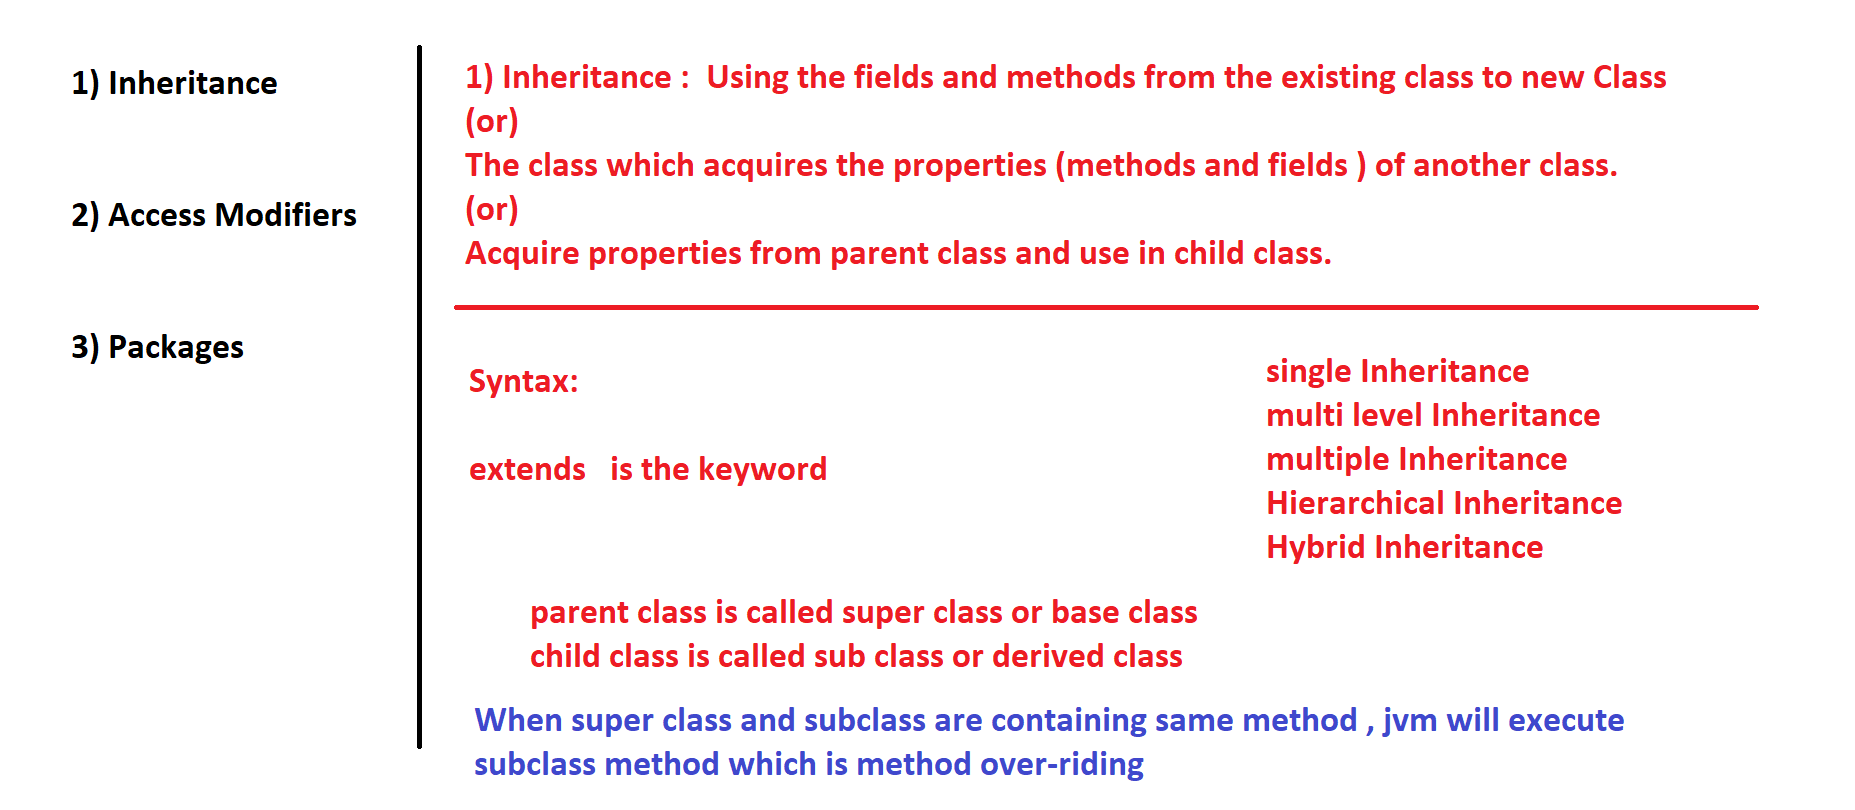 1) Inheritance
2) Access Modifiers
3) Packages
1) Inheritance :  Using the fields and methods from the existing class to new Class
(or)
The class which acquires the properties (methods and fields ) of another class.
(or)
Acquire properties from parent class and use in child class.
Syntax:
extends   is the keyword
single Inheritance
multi level Inheritance
multiple Inheritance
Hierarchical Inheritance
Hybrid Inheritance
parent class is called super class or base class
child class is called sub class or derived class
When super class and subclass are containing same method , jvm will execute
subclass method which is method over-riding